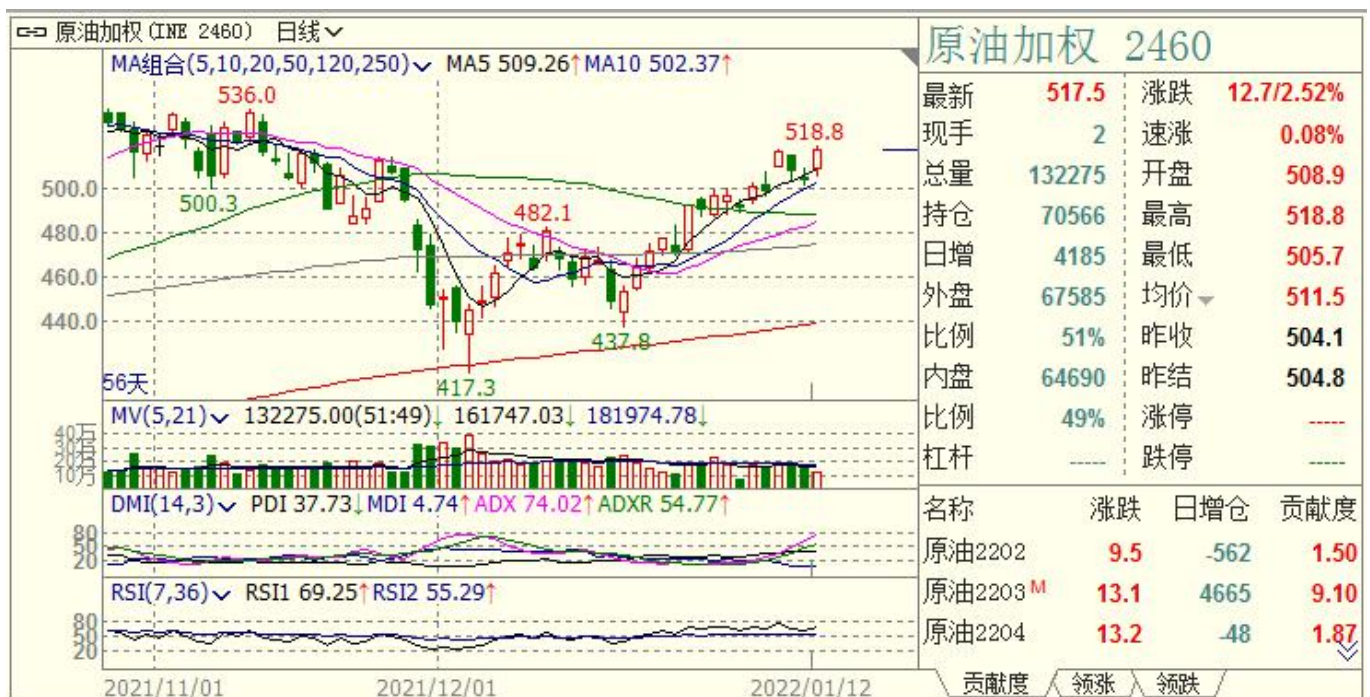 原油加权(INE 2460) 日线
MA组合(5,10,20,50,120,250) MA5 509.26↑MA10 502.37↑
536.0
518.8
500.0
500.3
480.0
482.1
460.0
440.0
437.8
56天
417.3
MV(5,21) 132275.00(51:49)↓ 161747.03↓ 181974.78↓
40万
30万
20万
10万
DMI(14,3) PDI 37.73↓MDI 4.74↑ADX 74.02↑ADXR 54.77↑
80
50
20
RSI(7,36) RSI1 69.25↑RSI2 55.29↑
80
50
20
2021/11/01 2021/12/01 2022/01/12
原油加权 2460
最新 517.5 涨跌 12.7/2.52%
现手 2 速涨 0.08%
总量 132275 开盘 508.9
持仓 70566 最高 518.8
日增 4185 最低 505.7
外盘 67585 均价 511.5
比例 51% 昨收 504.1
内盘 64690 昨结 504.8
比例 49% 涨停 -----
杠杆 ----- 跌停 -----
名称 涨跌 日增仓 贡献度
原油2202 9.5 -562 1.50
原油2203 M 13.1 4665 9.10
原油2204 13.2 -48 1.87
贡献度 领涨 领跌